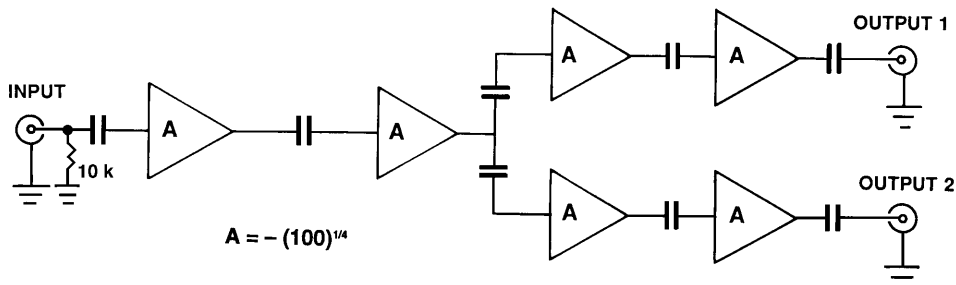 OUTPUT 1
A
A
INPUT
A
A
10 k
OUTPUT 2
A
A
A = – (100)¹/⁴